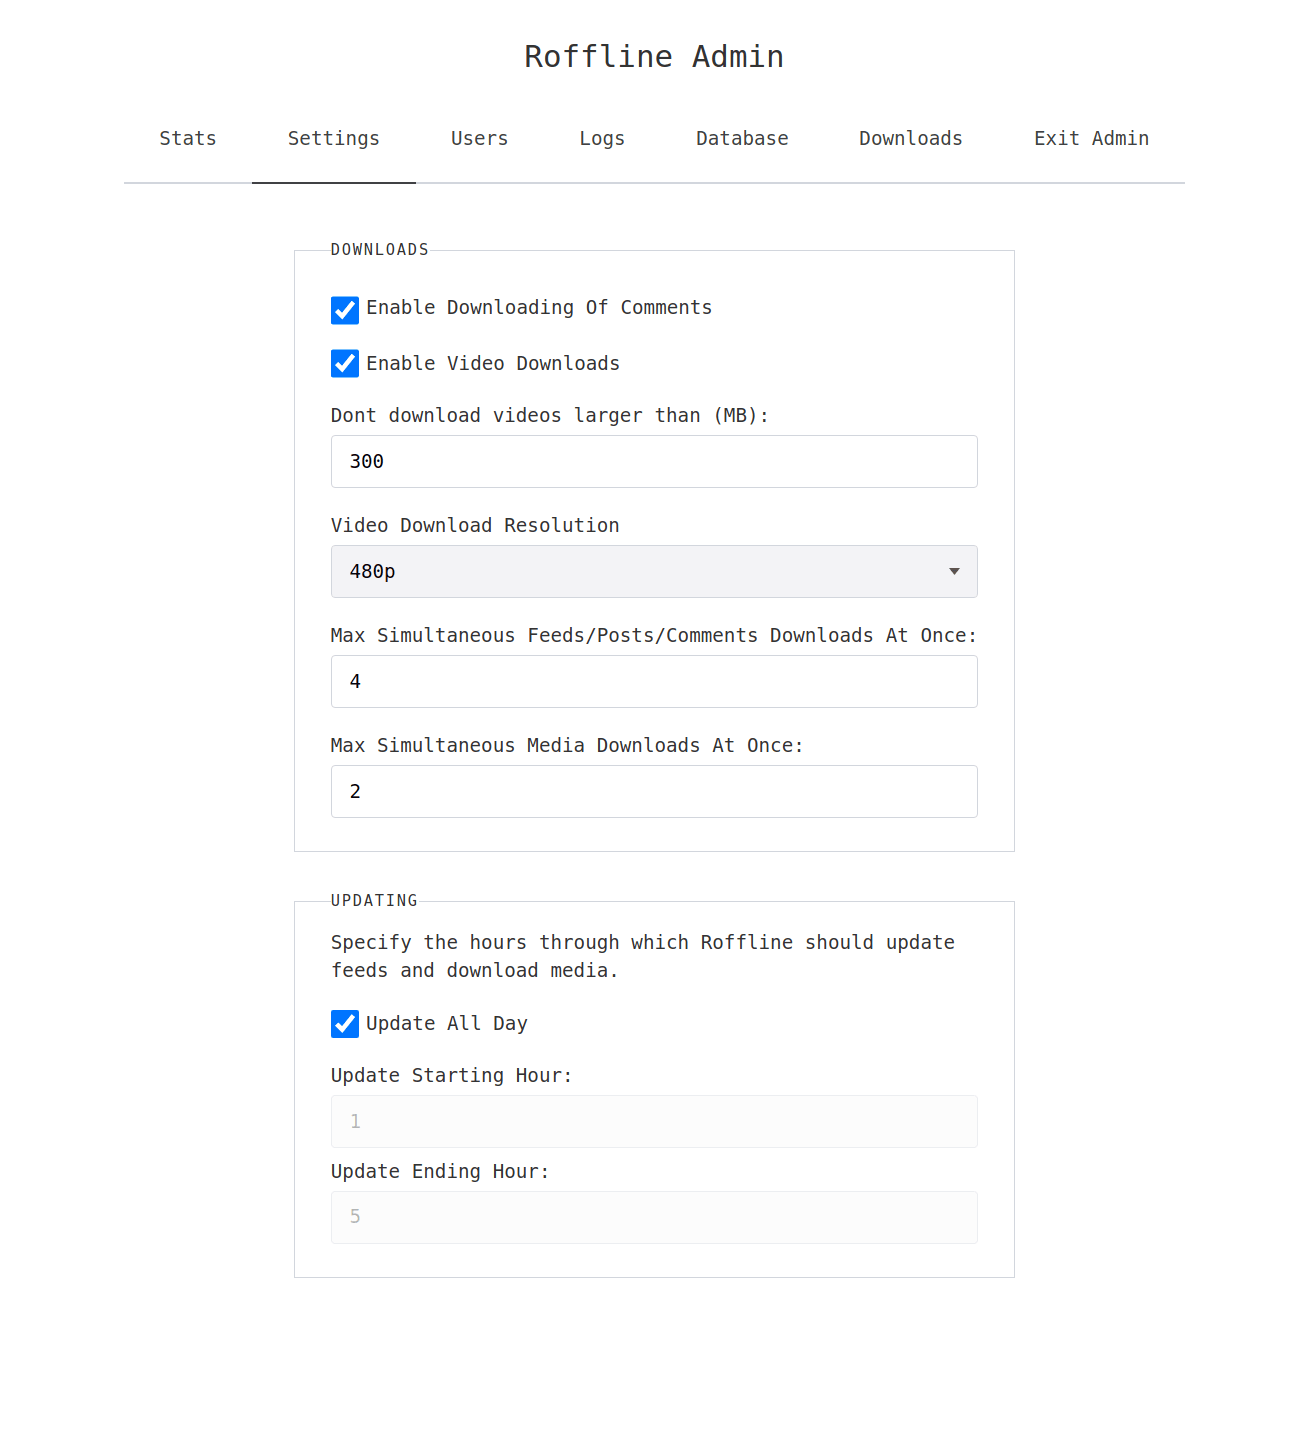 Roffline Admin
Stats Settings Users Logs Database Downloads Exit Admin
DOWNLOADS
Enable Downloading Of Comments
Enable Video Downloads
Dont download videos larger than (MB):
300
Video Download Resolution
480p
Max Simultaneous Feeds/Posts/Comments Downloads At Once:
4
Max Simultaneous Media Downloads At Once:
2
UPDATING
Specify the hours through which Roffline should update
feeds and download media.
Update All Day
Update Starting Hour:
1
Update Ending Hour:
5